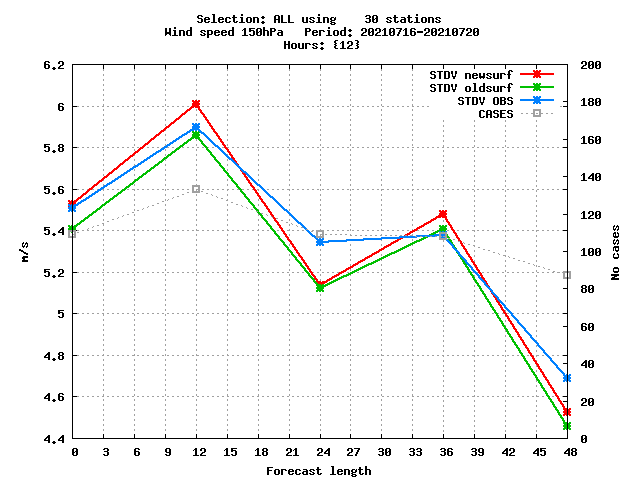 Selection: ALL using    30 stations
Wind speed 150hPa   Period: 20210716-20210720
Hours: {12}
STDV newsurf
STDV oldsurf
STDV OBS
CASES
6.2
6
5.8
5.6
5.4
5.2
5
4.8
4.6
4.4
m/s
200
180
160
140
120
100
80
60
40
20
0
No cases
0 3 6 9 12 15 18 21 24 27 30 33 36 39 42 45 48
Forecast length